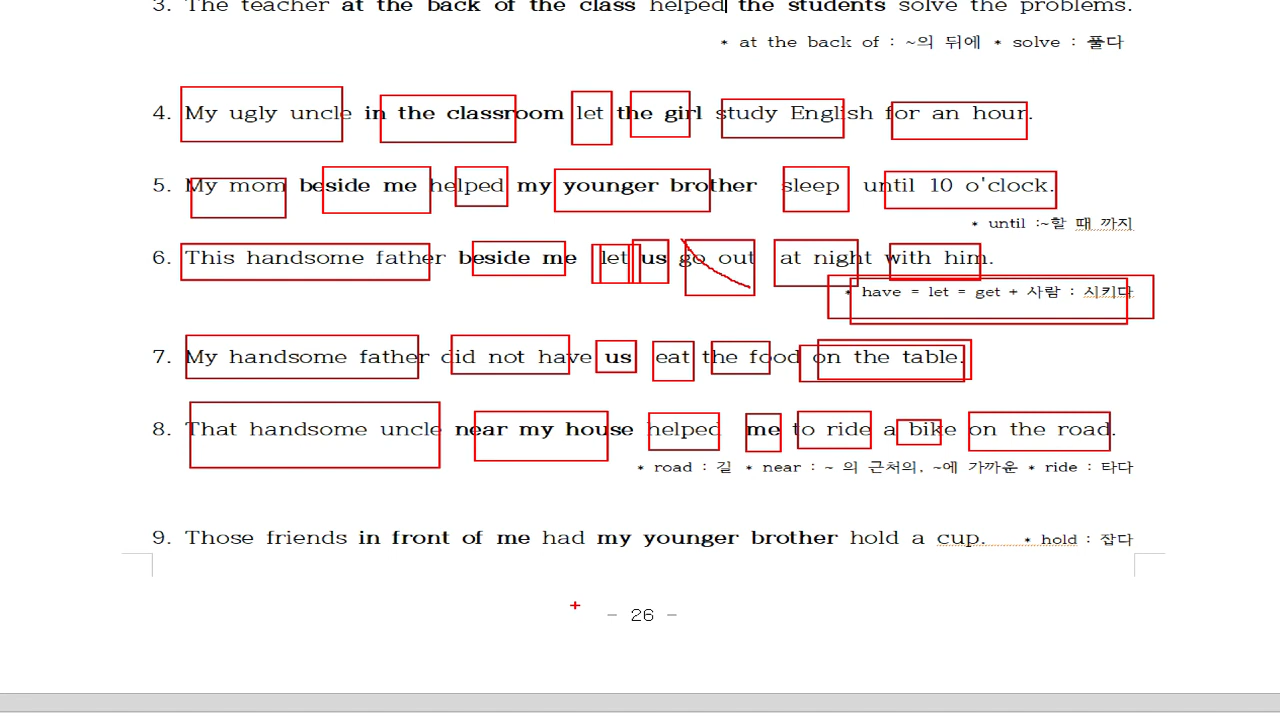 3. The teacher at the back of the class helped the students solve the problems.
* at the back of : ~의 뒤에 * solve : 풀다
4. My ugly uncle in the classroom let the girl study English for an hour.
5. My mom beside me helped my younger brother sleep until 10 o'clock.
* until :~할 때 까지
6. This handsome father beside me let us go out at night with him.
* have = let = get + 사람 : 시키다
7. My handsome father did not have us eat the food on the table.
8. That handsome uncle near my house helped me to ride a bike on the road.
* road : 길 * near : ~ 의 근처의, ~에 가까운 * ride : 타다
9. Those friends in front of me had my younger brother hold a cup. * hold : 잡다
- 26 -